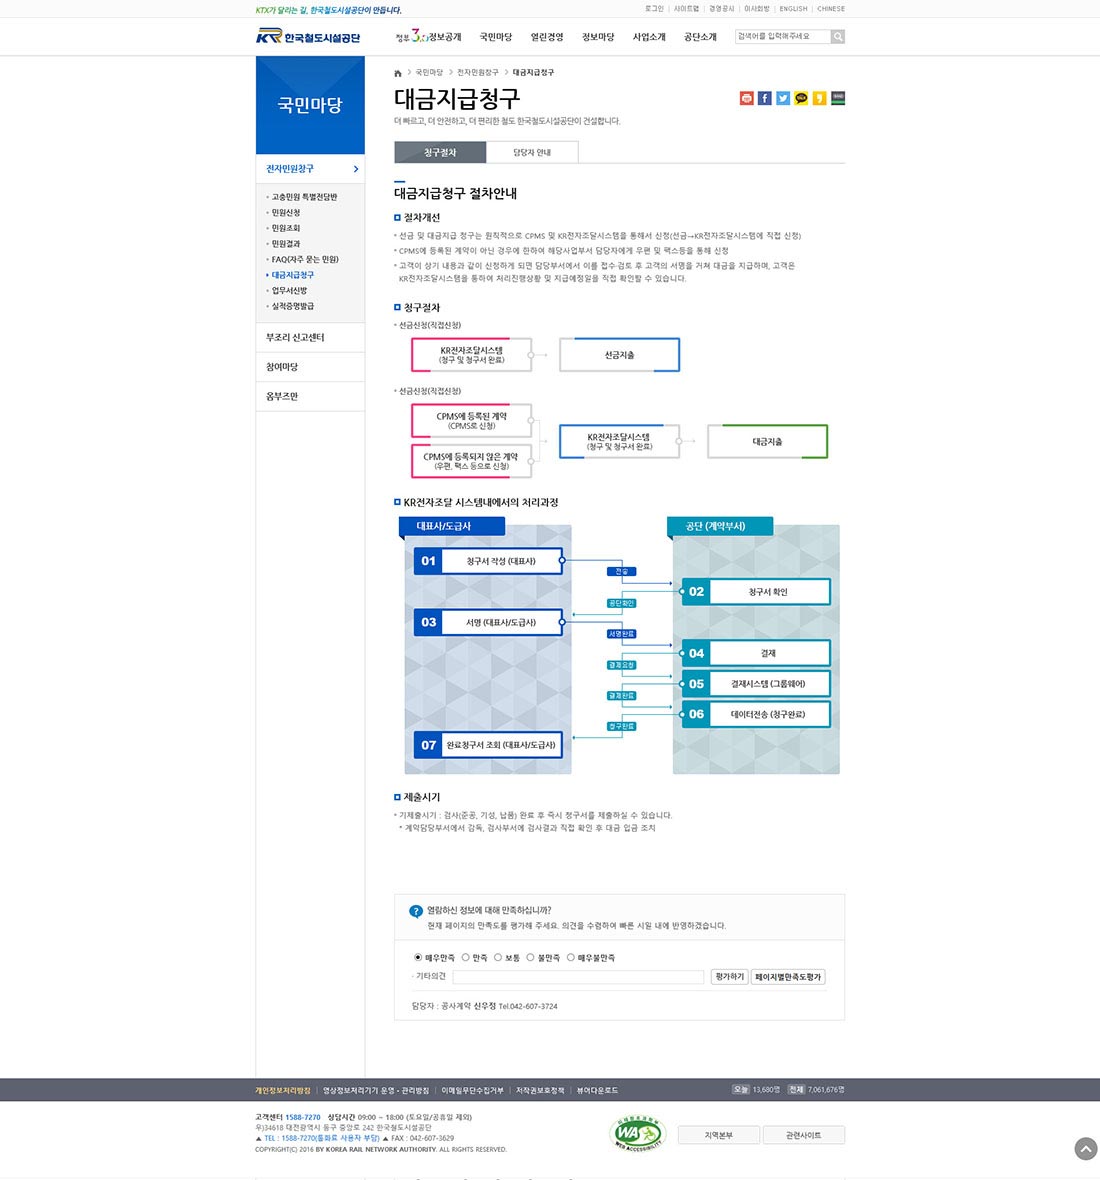 KTX가 달리는 길, 한국철도시설공단이 만듭니다.
로그인 | 사이트맵 | 경영공시 | 이사회방 | ENGLISH | CHINESE
KR 한국철도시설공단
정부3.0정보공개 국민마당 열린경영 정보마당 사업소개 공단소개
검색어를 입력해주세요
국민마당
전자민원창구
고충민원 특별전담반
민원신청
민원조회
민원결과
FAQ(자주 묻는 민원)
대금지급청구
업무서신방
실적증명발급
부조리 신고센터
참여마당
옴부즈만
국민마당 > 전자민원창구 > 대금지급청구
대금지급청구
더 빠르고, 더 안전하고, 더 편리한 철도 한국철도시설공단이 건설합니다.
청구절차
담당자 안내
대금지급청구 절차안내
절차개선
선금 및 대금지급 청구는 원칙적으로 CPMS 및 KR전자조달시스템을 통해서 신청(선금→KR전자조달시스템에 직접 신청)
CPMS에 등록된 계약이 아닌 경우에 한하여 해당사업부서 담당자에게 우편 및 팩스등을 통해 신청
고객이 상기 내용과 같이 신청하게 되면 담당부서에서 이를 접수·검토 후 고객의 서명을 거쳐 대금을 지급하며, 고객은
KR전자조달시스템을 통하여 처리진행상황 및 지급예정일을 직접 확인할 수 있습니다.
청구절차
선금신청(직접신청)
KR전자조달시스템
(청구 및 청구서 완료)
선금지출
선금신청(직접신청)
CPMS에 등록된 계약
(CPMS로 신청)
CPMS에 등록되지 않은 계약
(우편, 팩스 등으로 신청)
KR전자조달시스템
(청구 및 청구서 완료)
대금지출
KR전자조달 시스템내에서의 처리과정
대표사/도급사
공단 (계약부서)
01 청구서 작성 (대표사)
전송
02 청구서 확인
공단확인
03 서명 (대표사/도급사)
서명완료
04 결재
결제요청
05 결재시스템 (그룹웨어)
결제완료
06 데이터전송 (청구완료)
청구완료
07 완료청구서 조회 (대표사/도급사)
제출시기
기제출시기 : 검사(준공, 기성, 납품) 완료 후 즉시 청구서를 제출하실 수 있습니다.
* 계약담당부서에서 감독, 검사부서에 검사결과 직접 확인 후 대금 입금 조치
? 열람하신 정보에 대해 만족하십니까?
현재 페이지의 만족도를 평가해 주세요. 의견을 수렴하여 빠른 시일 내에 반영하겠습니다.
매우만족 만족 보통 불만족 매우불만족
· 기타의견
평가하기
페이지별만족도평가
담당자 : 공사계약 신우정 Tel.042-607-3724
개인정보처리방침 | 영상정보처리기기 운영·관리방침 | 이메일무단수집거부 | 저작권보호정책 | 뷰어다운로드
오늘 13,680명 전체 7,061,676명
고객센터 1588-7270 상담시간 09:00 ~ 18:00 (토요일/공휴일 제외)
우)34618 대전광역시 동구 중앙로 242 한국철도시설공단
▲ TEL : 1588-7270(통화료 사용자 부담) ▲ FAX : 042-607-3629
COPYRIGHT(C) 2016 BY KOREA RAIL NETWORK AUTHORITY. ALL RIGHTS RESERVED.
WA
WEB ACCESSIBILITY
지역본부
관련사이트